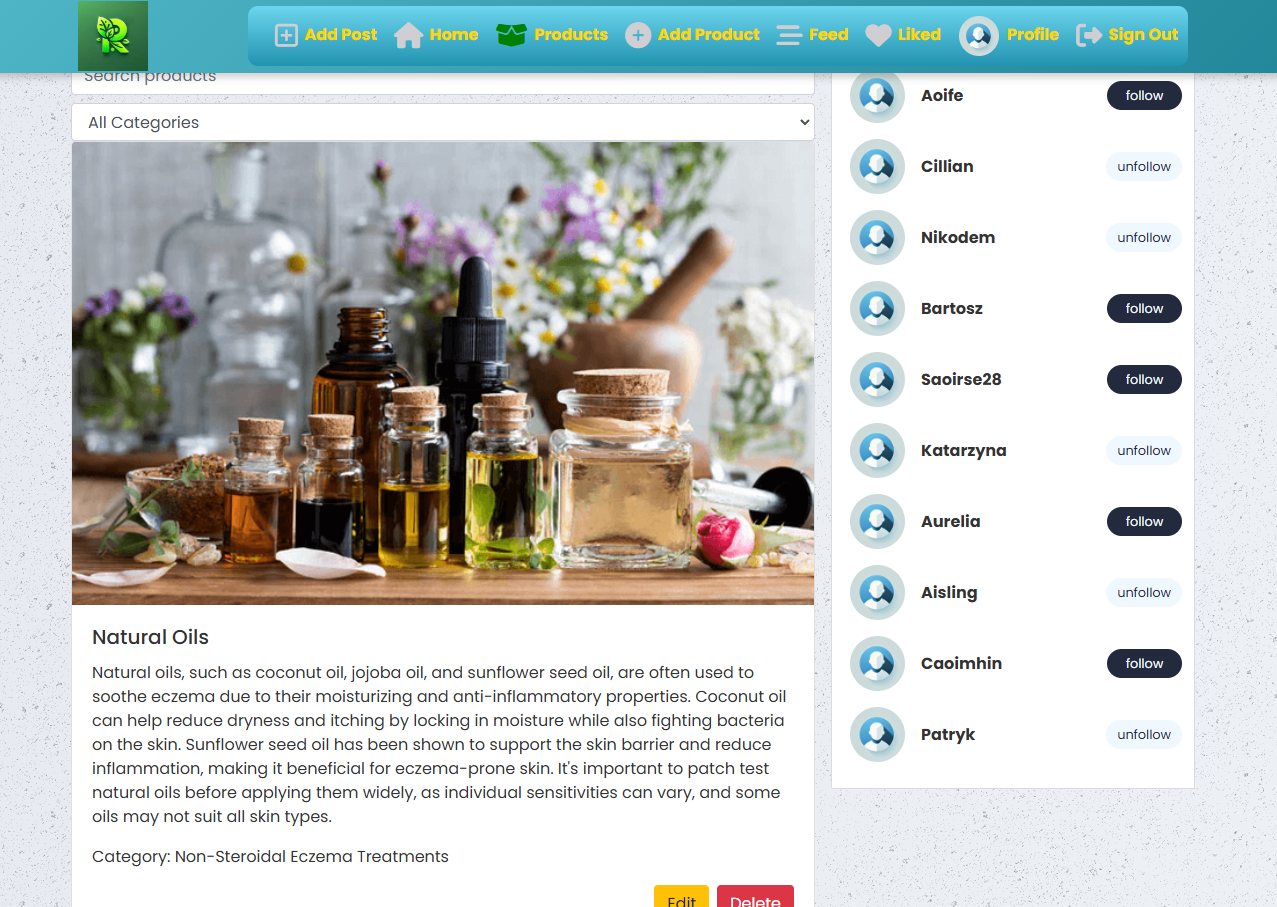 Add Post Home Products Add Product Feed Liked Profile Sign Out
Search products
All Categories
Natural Oils
Natural oils, such as coconut oil, jojoba oil, and sunflower seed oil, are often used to
soothe eczema due to their moisturizing and anti-inflammatory properties. Coconut oil
can help reduce dryness and itching by locking in moisture while also fighting bacteria
on the skin. Sunflower seed oil has been shown to support the skin barrier and reduce
inflammation, making it beneficial for eczema-prone skin. It's important to patch test
natural oils before applying them widely, as individual sensitivities can vary, and some
oils may not suit all skin types.
Category: Non-Steroidal Eczema Treatments
Edit Delete
Aoife follow
Cillian unfollow
Nikodem unfollow
Bartosz follow
Saoirse28 follow
Katarzyna unfollow
Aurelia follow
Aisling unfollow
Caoimhin follow
Patryk unfollow